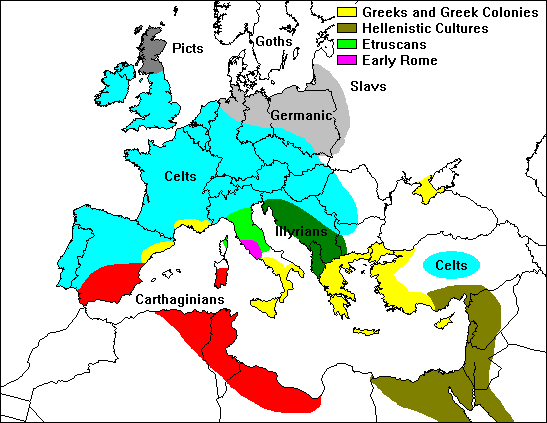 Greeks and Greek Colonies
Hellenistic Cultures
Etruscans
Early Rome
Goths
Picts
Slavs
Germanic
Celts
Illyrians
Celts
Carthaginians